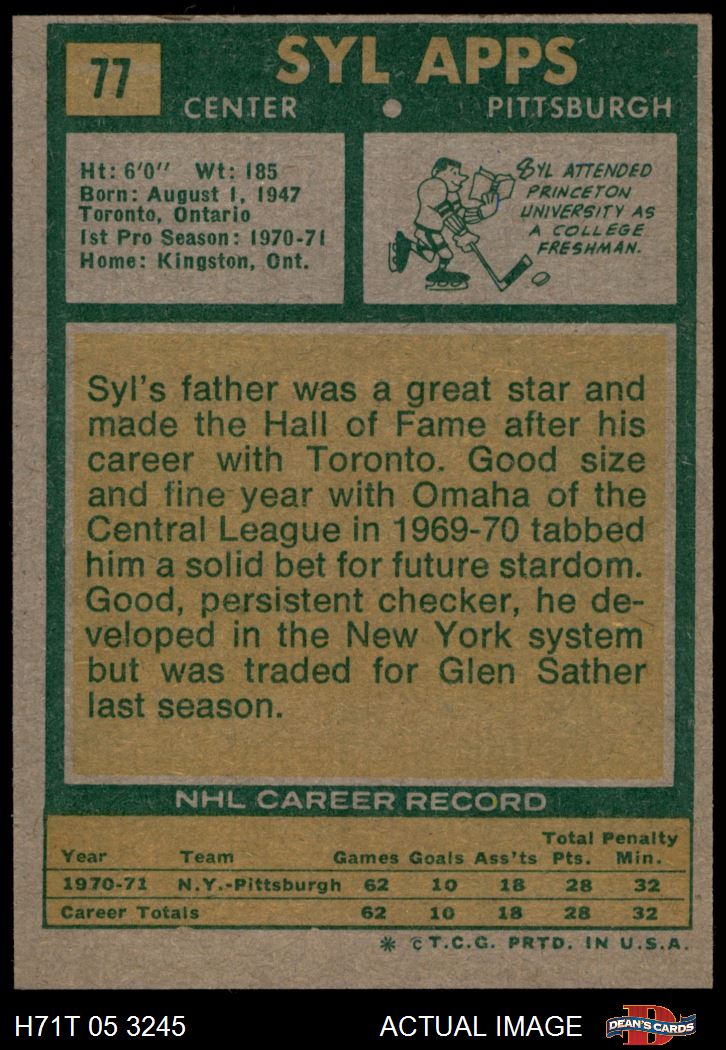 77
SYL APPS
CENTER • PITTSBURGH
Ht: 6'0" Wt: 185
Born: August 1, 1947
Toronto, Ontario
1st Pro Season: 1970-71
Home: Kingston, Ont.
SYL ATTENDED
PRINCETON
UNIVERSITY AS
A COLLEGE
FRESHMAN.
Syl's father was a great star and
made the Hall of Fame after his
career with Toronto. Good size
and fine year with Omaha of the
Central League in 1969-70 tabbed
him a solid bet for future stardom.
Good, persistent checker, he de-
veloped in the New York system
but was traded for Glen Sather
last season.
NHL CAREER RECORD
Total Penalty
Year Team Games Goals Ass'ts Pts. Min.
1970-71 N.Y.-Pittsburgh 62 10 18 28 32
Career Totals 62 10 18 28 32
* © T.C.G. PRTD. IN U.S.A.
H71T 05 3245 ACTUAL IMAGE D DEAN'S CARDS